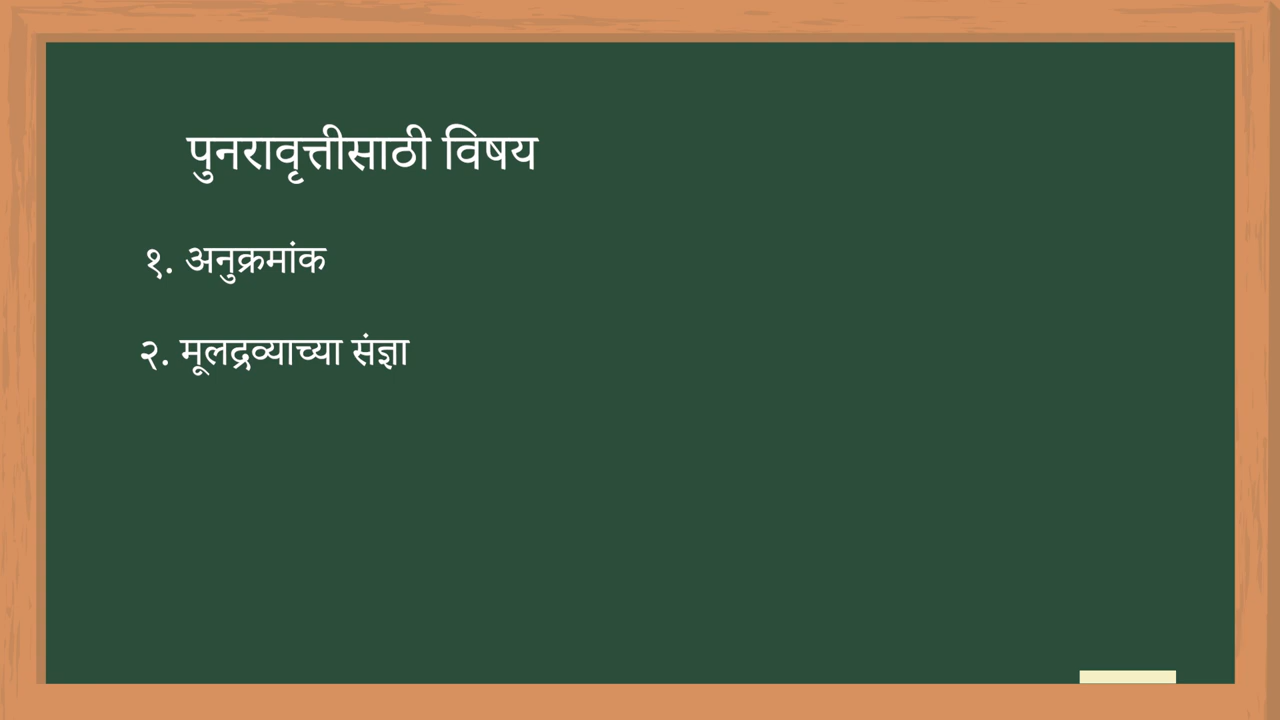 पुनरावृत्तीसाठी विषय
१. अनुक्रमांक
२. मूलद्रव्याच्या संज्ञा